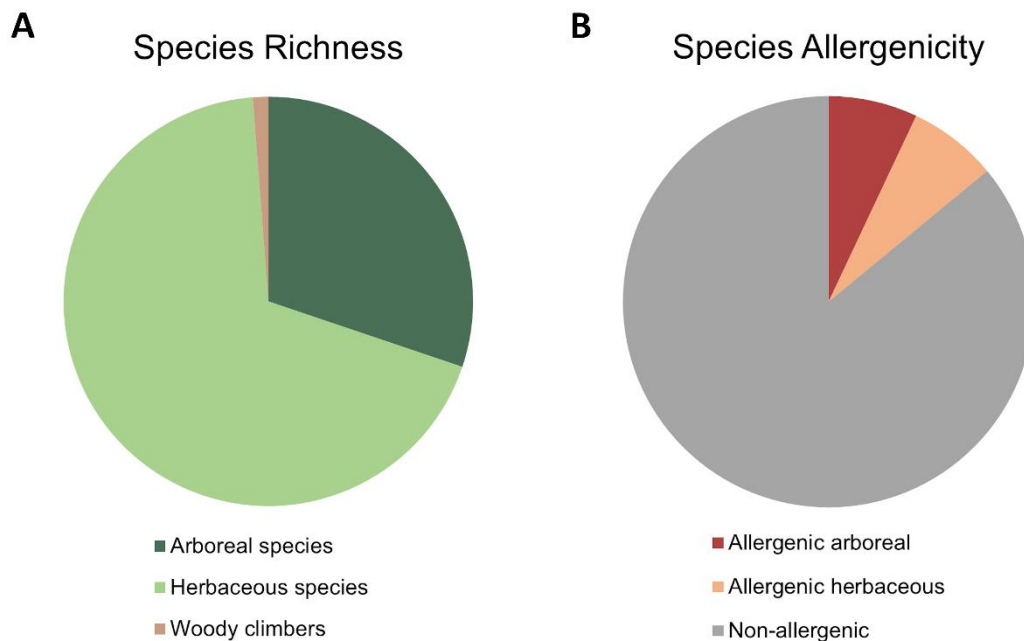 A
Species Richness
Arboreal species
Herbaceous species
Woody climbers
B
Species Allergenicity
Allergenic arboreal
Allergenic herbaceous
Non-allergenic